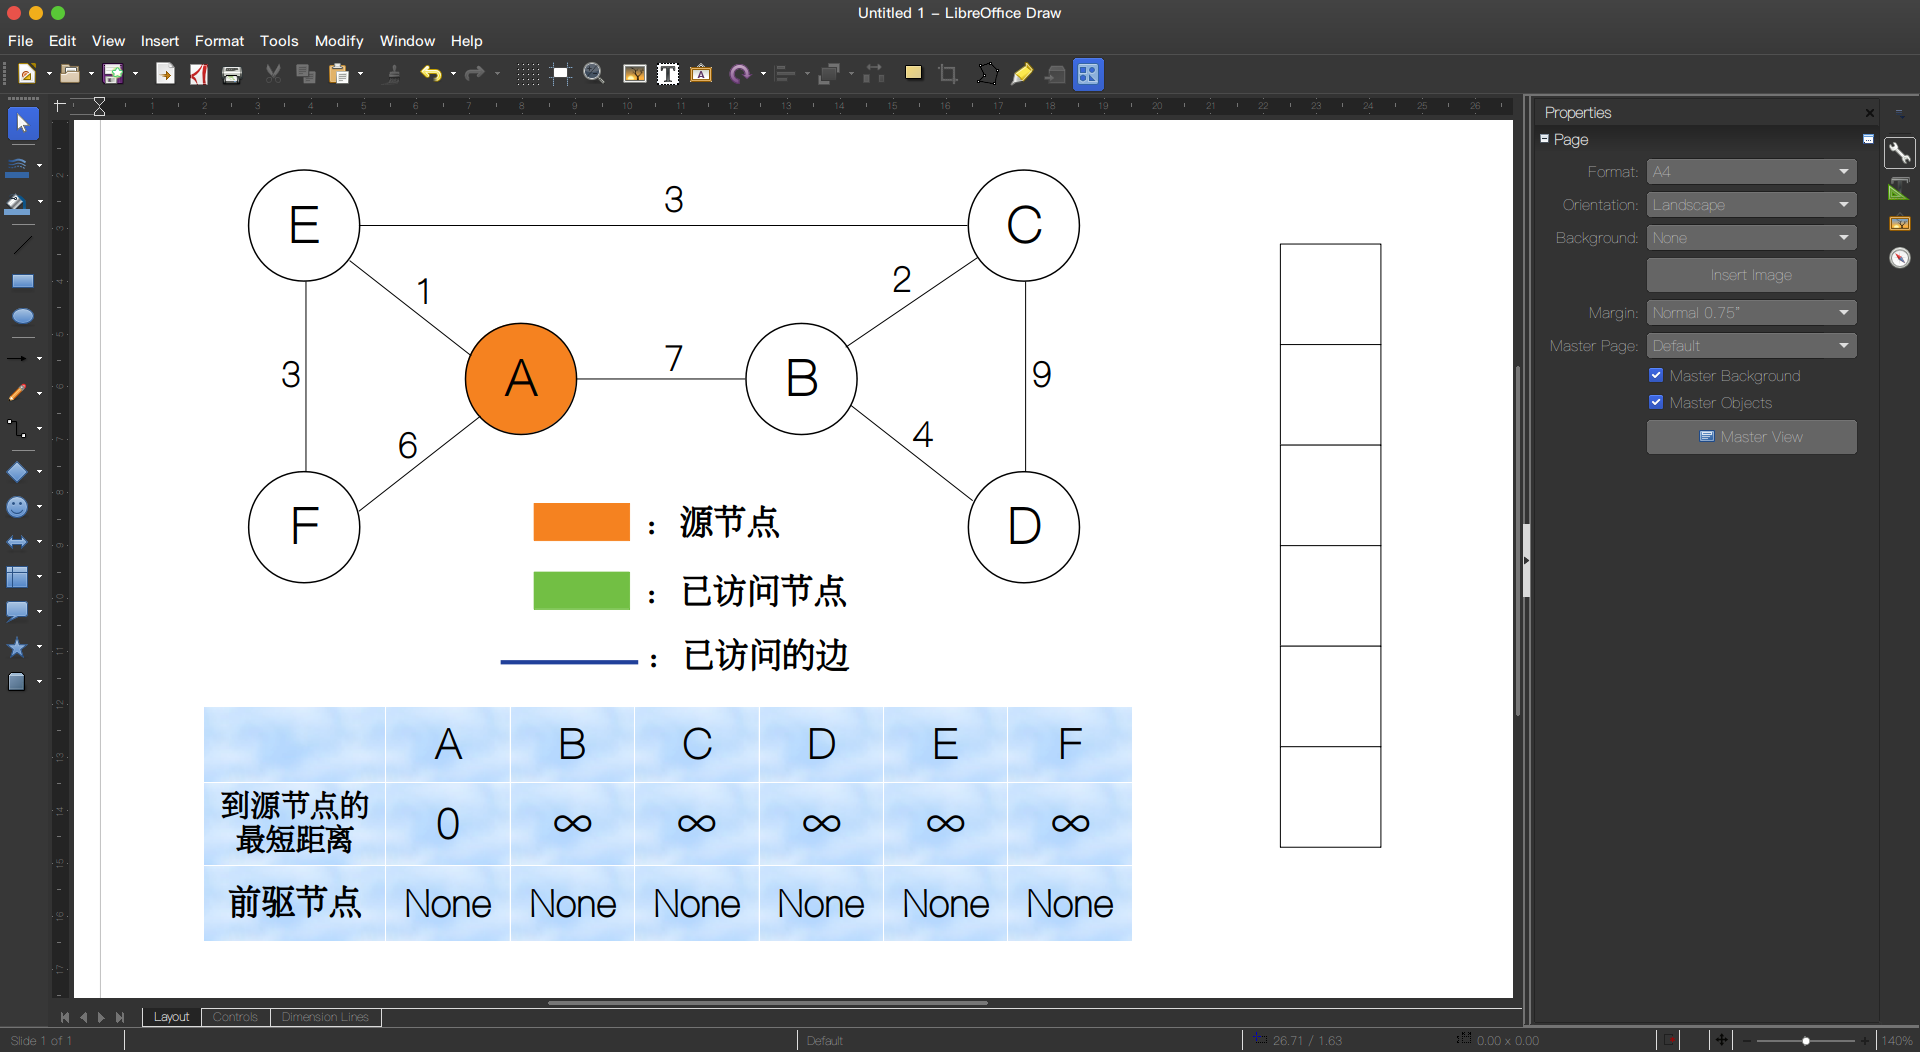 Untitled 1 – LibreOffice Draw
File Edit View Insert Format Tools Modify Window Help
Properties
Page
Format: A4
Orientation: Landscape
Background: None
Insert Image
Margin: Normal 0.75"
Master Page: Default
Master Background
Master Objects
Master View
E 3 C
1 2
3 A 7 B 9
6 4
F D
：源节点
：已访问节点
：已访问的边
A B C D E F
到源节点的
最短距离 0 ∞ ∞ ∞ ∞ ∞
前驱节点 None None None None None None
Layout Controls Dimension Lines
Slide 1 of 1 Default 26.71 / 1.63 0.00 x 0.00 140%